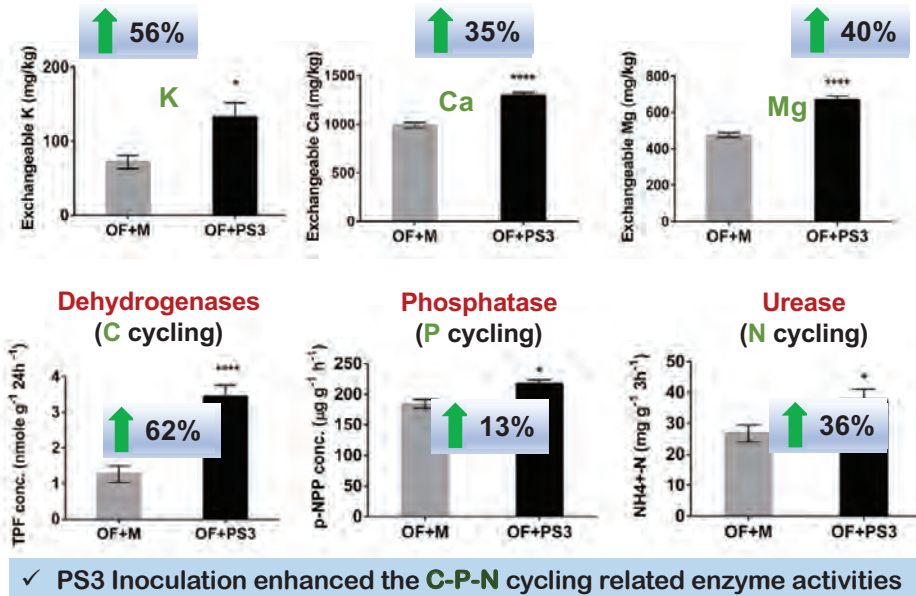 56%
35%
40%
Exchangeable K (mg/kg)
200
100
0
K
*
OF+M OF+PS3
Exchangeable Ca (mg/kg)
1500
1000
500
0
Ca
****
OF+M OF+PS3
Exchangeable Mg (mg/kg)
800
600
400
200
0
Mg
****
OF+M OF+PS3
Dehydrogenases
(C cycling)
TPF conc. (nmole g⁻¹ 24h⁻¹)
4
3
2
1
0
****
62%
OF+M OF+PS3
Phosphatase
(P cycling)
p-NPP conc. (µg g⁻¹ h⁻¹)
250
200
150
100
50
0
*
13%
OF+M OF+PS3
Urease
(N cycling)
NH4+-N (mg g⁻¹ 3h⁻¹)
50
40
30
20
10
0
*
36%
OF+M OF+PS3
✓ PS3 Inoculation enhanced the C-P-N cycling related enzyme activities